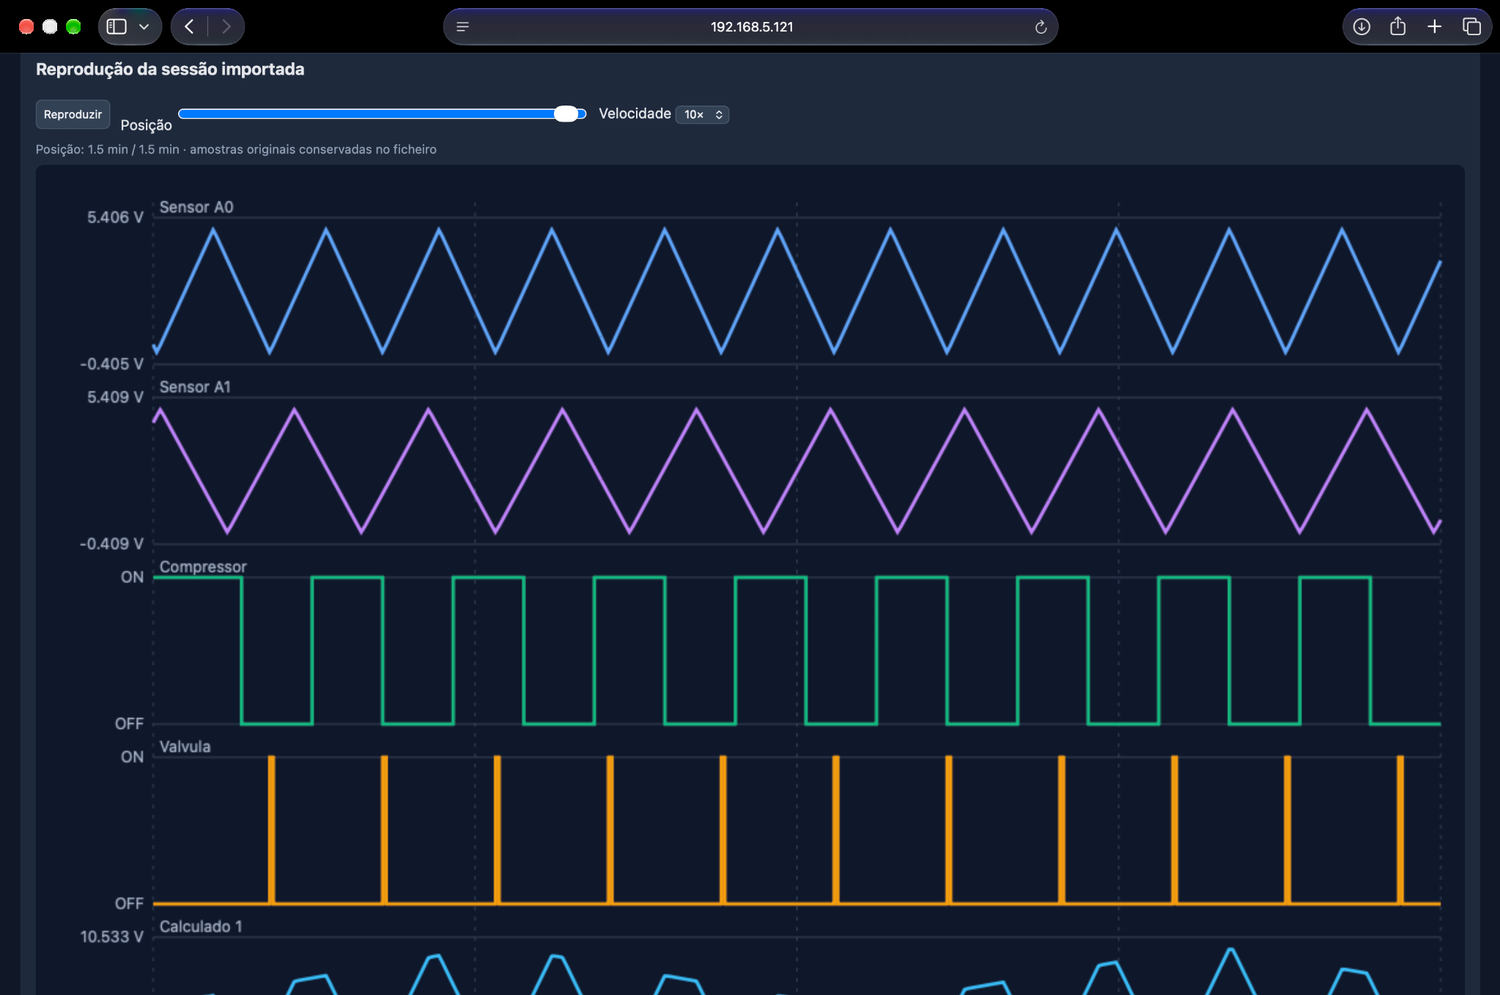 192.168.5.121
Reprodução da sessão importada
Reproduzir
Posição
Velocidade
10×
Posição: 1.5 min / 1.5 min · amostras originais conservadas no ficheiro
Sensor A0
5.406 V
-0.405 V
Sensor A1
5.409 V
-0.409 V
Compressor
ON
OFF
Valvula
ON
OFF
Calculado 1
10.533 V